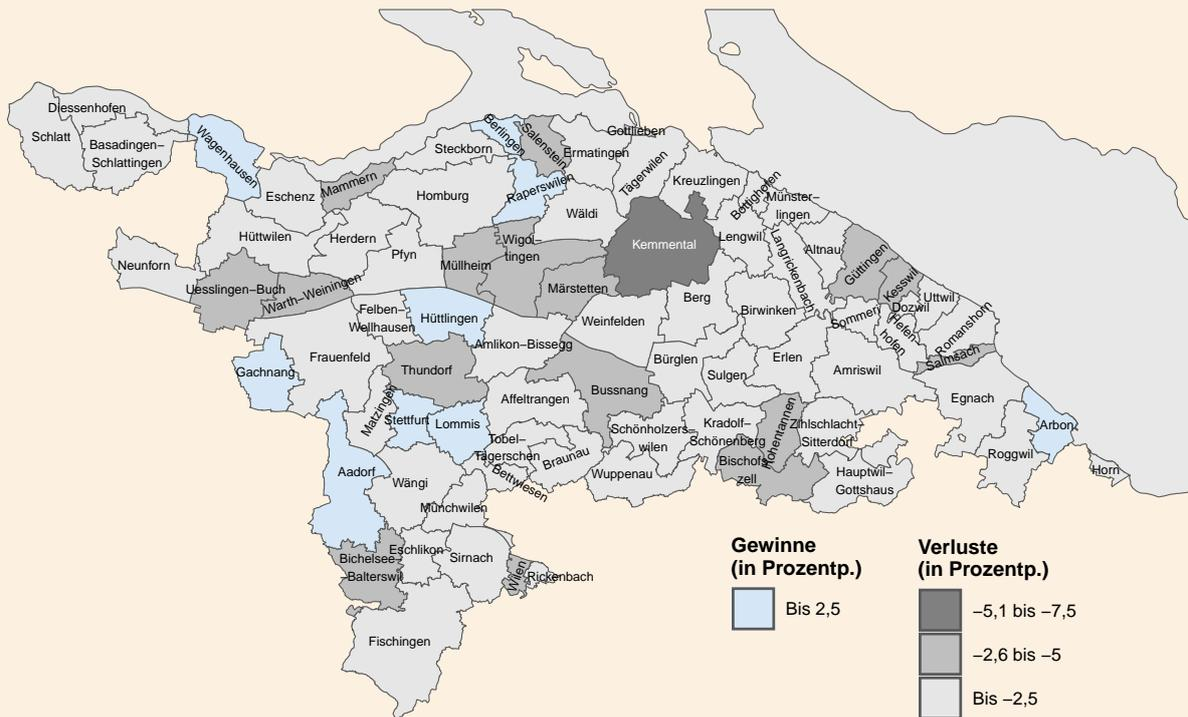 Diessenhofen
Schlatt
Basadingen–
Schlattingen
Wagenhausen
Eschenz
Mammern
Steckborn
Berlingen
Salenstein
Ermatingen
Gottlieben
Tägerwilen
Kreuzlingen
Bottighofen
Münster–
lingen
Homburg
Raperswilen
Wäldi
Kemmental
Lengwil
Langrickenbach
Altnau
Güttingen
Kesswil
Uttwil
Dozwil
Sommeri
Hefen–
hofen
Romanshorn
Salmsach
Hüttwilen
Herdern
Pfyn
Müllheim
Wigol–
tingen
Märstetten
Neunforn
Uesslingen–Buch
Warth–Weiningen
Felben–
Wellhausen
Hüttlingen
Weinfelden
Berg
Birwinken
Amlikon–Bissegg
Bürglen
Erlen
Amriswil
Frauenfeld
Gachnang
Thundorf
Bussnang
Sulgen
Affeltrangen
Matzingen
Stettfurt
Lommis
Egnach
Arbon
Roggwil
Horn
Tobel–
Tägerschen
Braunau
Bettwiesen
Schönholzers–
wilen
Wuppenau
Kradolf–
Schönenberg
Bischofs–
zell
Hohentannen
Zihlschlacht–
Sitterdorf
Hauptwil–
Gottshaus
Aadorf
Wängi
Münchwilen
Eschlikon
Sirnach
Wilen
Rickenbach
Bichelsee–
–Balterswil
Fischingen
Gewinne
(in Prozentp.)
Bis 2,5
Verluste
(in Prozentp.)
–5,1 bis –7,5
–2,6 bis –5
Bis –2,5